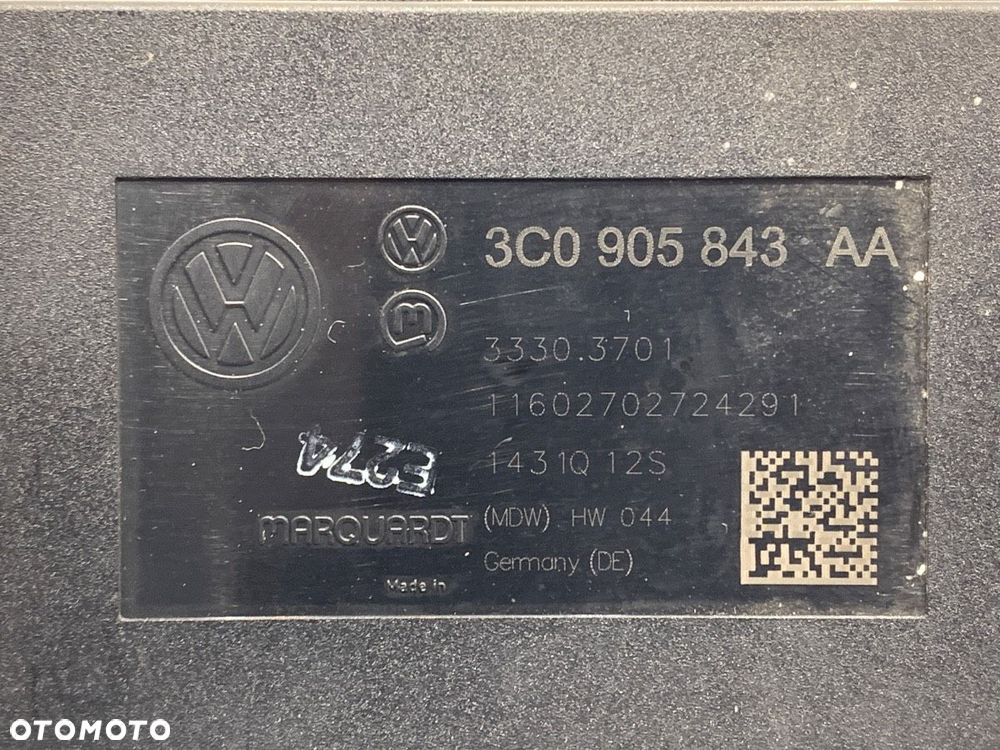 3C0 905 843 AA
3330.3701
11602702724291
1431Q 12S
E274
MARQUARDT (MDW) HW 044
Made in Germany (DE)
OTOMOTO